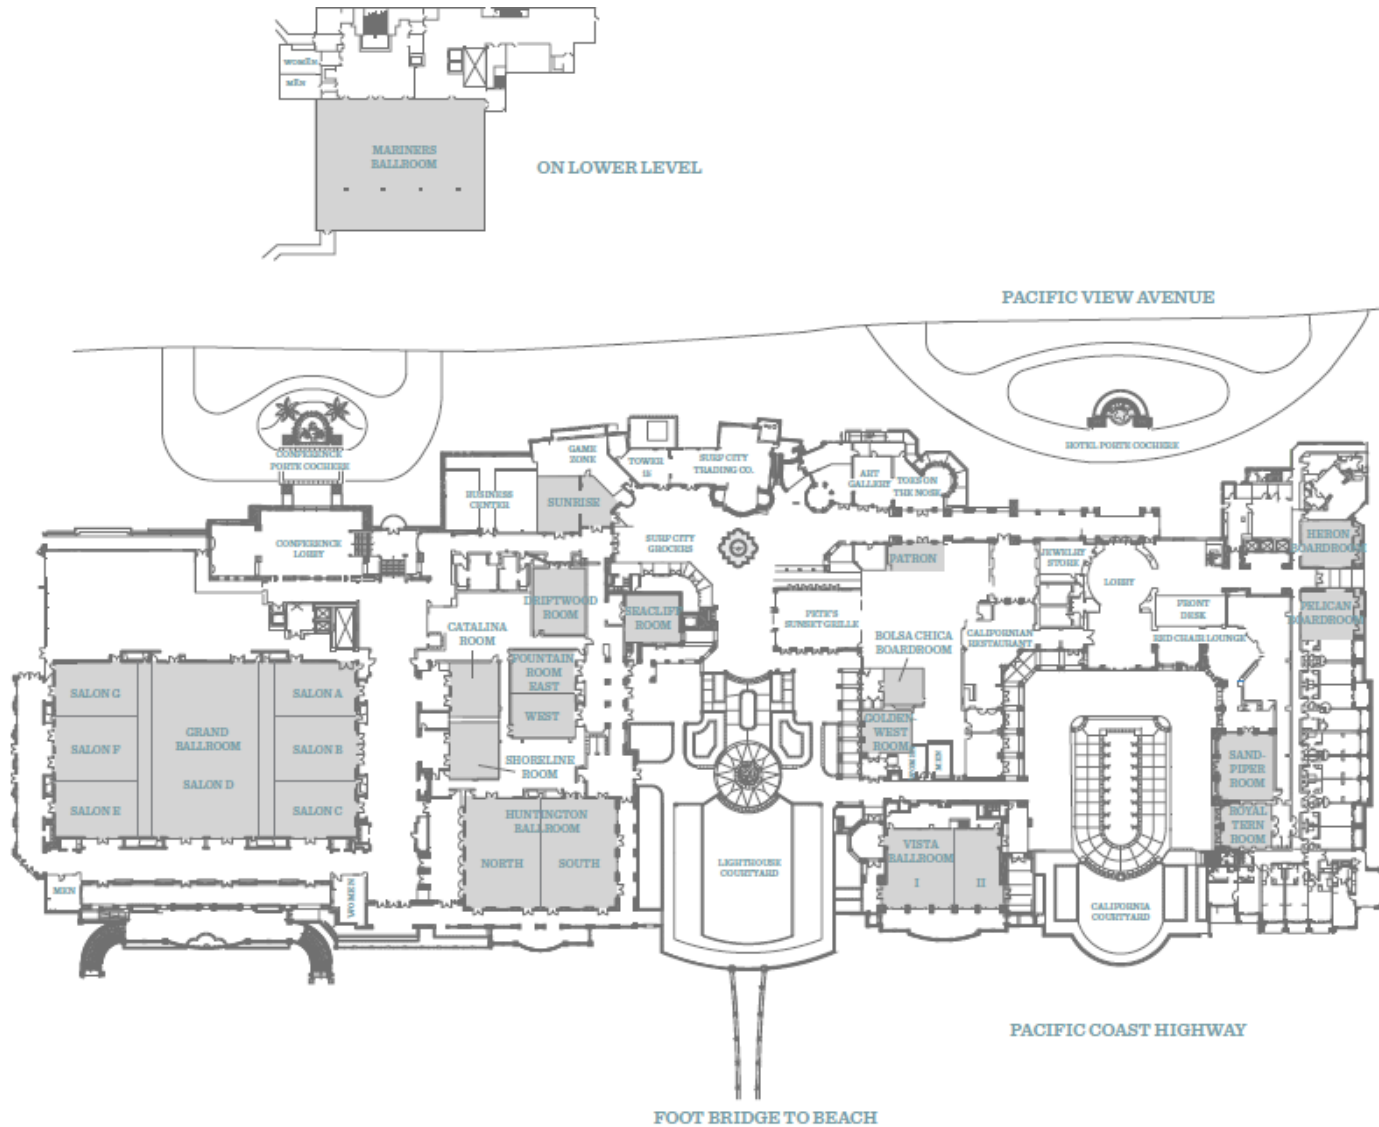 WOMEN
MEN
MARINERS
BALLROOM
ON LOWER LEVEL
PACIFIC VIEW AVENUE
CONFERENCE
PORTE COCHERE
HOTEL PORTE COCHERE
GAME
ZONE
TOWER
15
SURF CITY
TRADING CO.
ART
GALLERY
TOES ON
THE NOSE
BUSINESS
CENTER
SUNRISE
CONFERENCE
LOBBY
SURF CITY
GROCERS
PATRON
JEWELRY
STORE
LOBBY
HERON
BOARDROOM
DRIFTWOOD
ROOM
SEACLIFF
ROOM
PETE'S
SUNSET GRILLE
FRONT
DESK
PELICAN
BOARDROOM
CATALINA
ROOM
BOLSA CHICA
BOARDROOM
CALIFORNIAN
RESTAURANT
RED CHAIR LOUNGE
FOUNTAIN
ROOM
EAST
WEST
SALON G
SALON A
GRAND
BALLROOM
SALON F
SALON B
GOLDEN-
WEST
ROOM
WOMEN
MEN
SHORELINE
ROOM
SAND-
PIPER
ROOM
SALON D
SALON E
SALON C
HUNTINGTON
BALLROOM
NORTH
SOUTH
ROYAL
TERN
ROOM
VISTA
BALLROOM
I
II
LIGHTHOUSE
COURTYARD
MEN
WOMEN
CALIFORNIA
COURTYARD
PACIFIC COAST HIGHWAY
FOOT BRIDGE TO BEACH